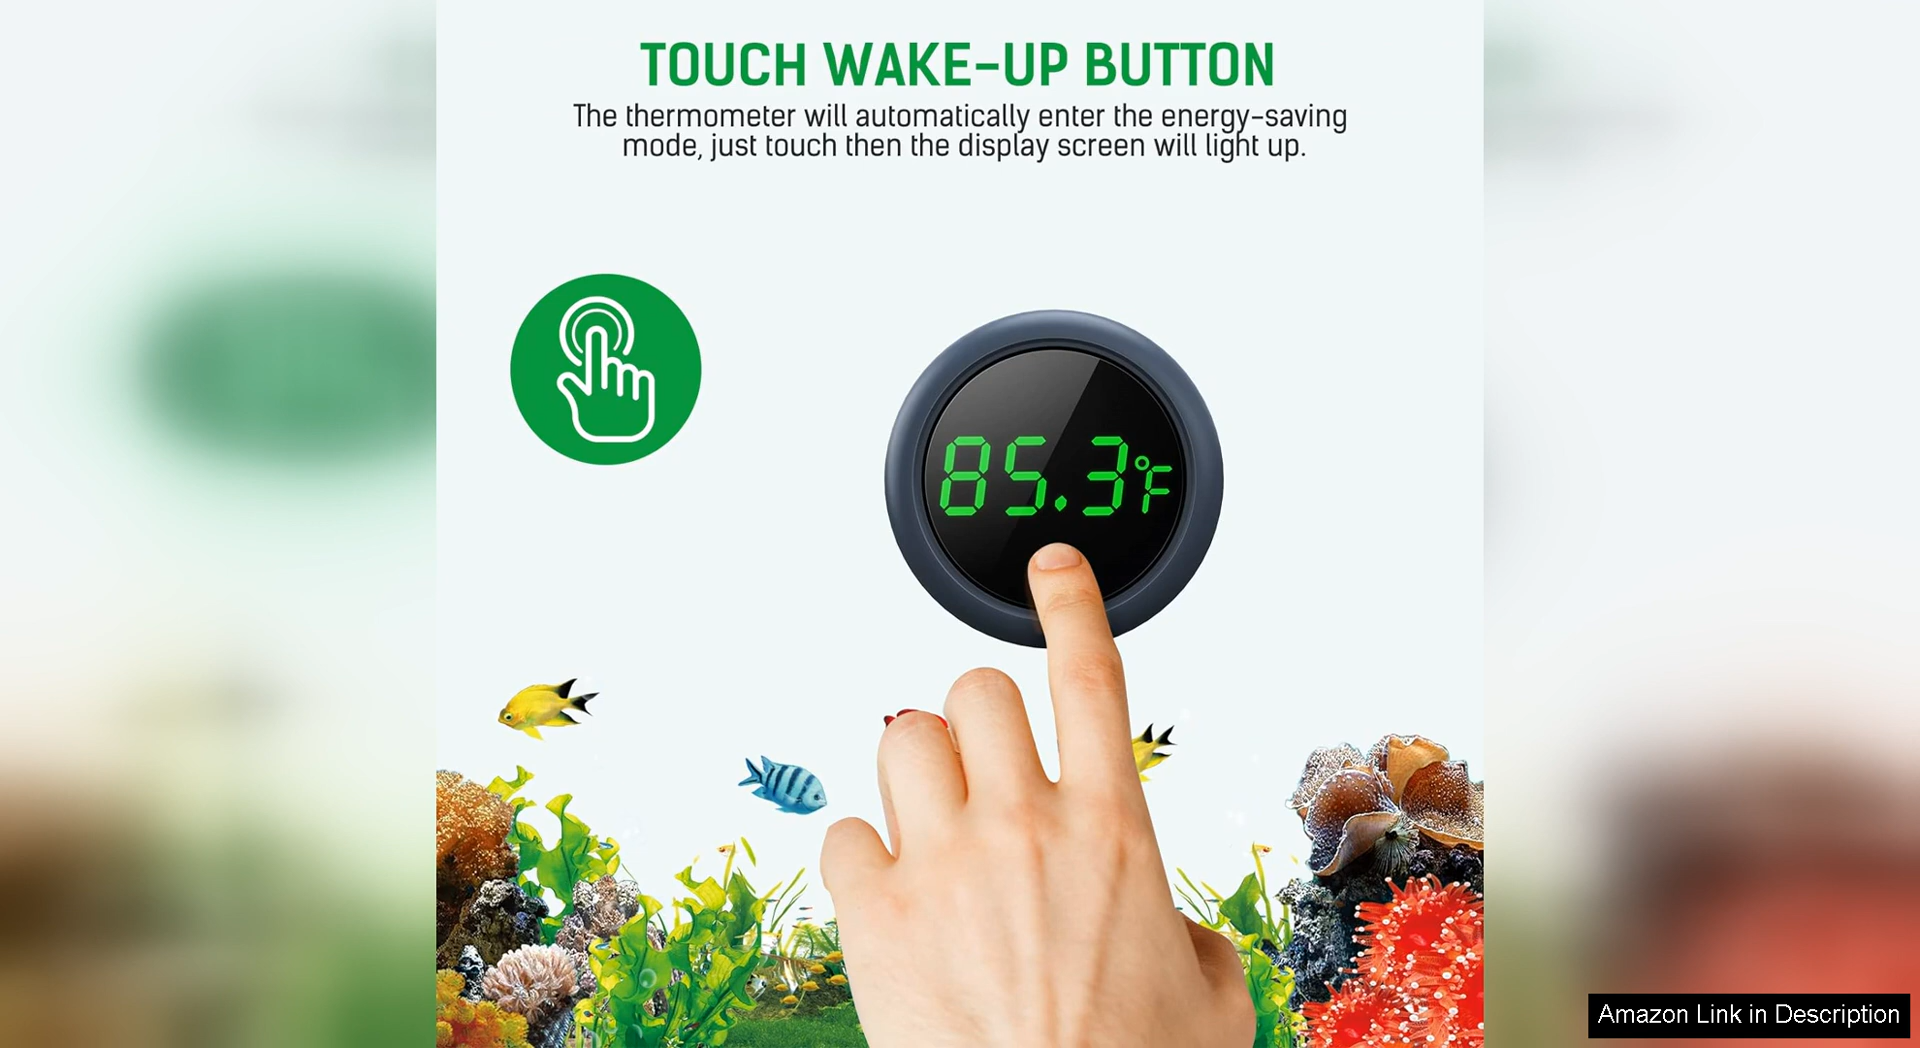 TOUCH WAKE-UP BUTTON
The thermometer will automatically enter the energy-saving
mode, just touch then the display screen will light up.
85.3°F
Amazon Link in Description